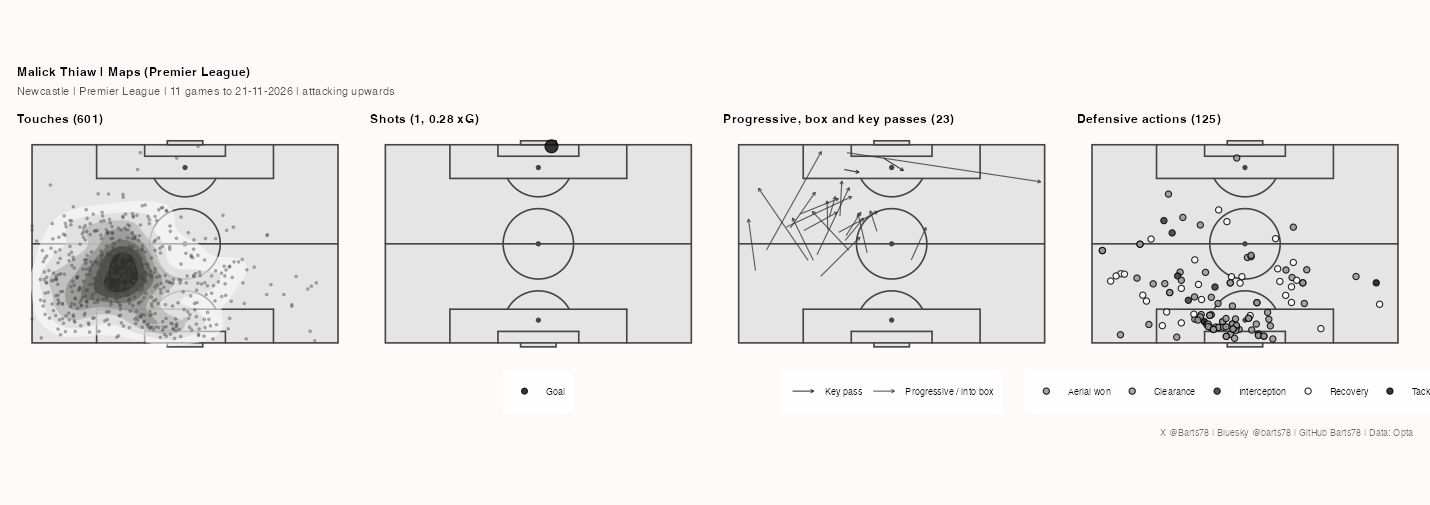 Malick Thiaw | Maps (Premier League)
Newcastle | Premier League | 11 games to 21-11-2026 | attacking upwards
Touches (601)
Shots (1, 0.28 xG)
Progressive, box and key passes (23)
Defensive actions (125)
Goal
Key pass
Progressive / into box
Aerial won
Clearance
Interception
Recovery
Tack
X @Barts78 | Bluesky @barts78 | GitHub Barts78 | Data: Opta